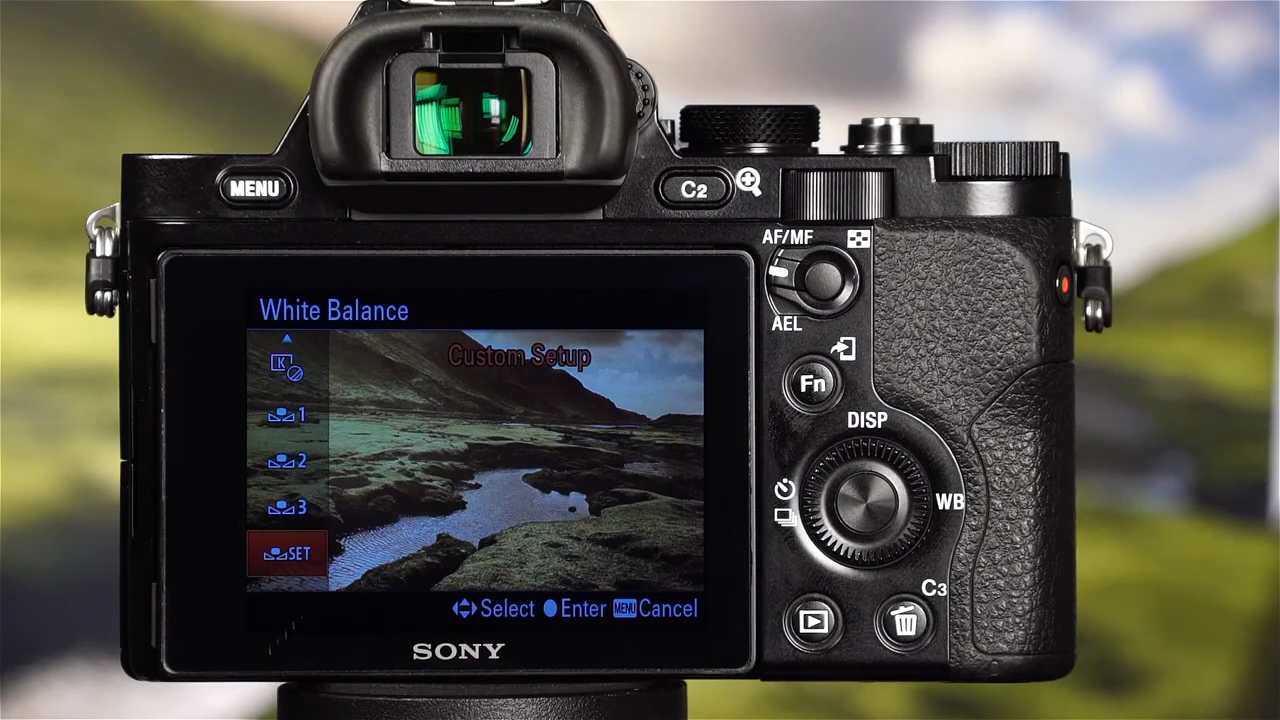 MENU
C2
AF/MF
AEL
Fn
DISP
WB
C3
White Balance
Custom Setup
K
1
2
3
SET
Select Enter MENU Cancel
SONY